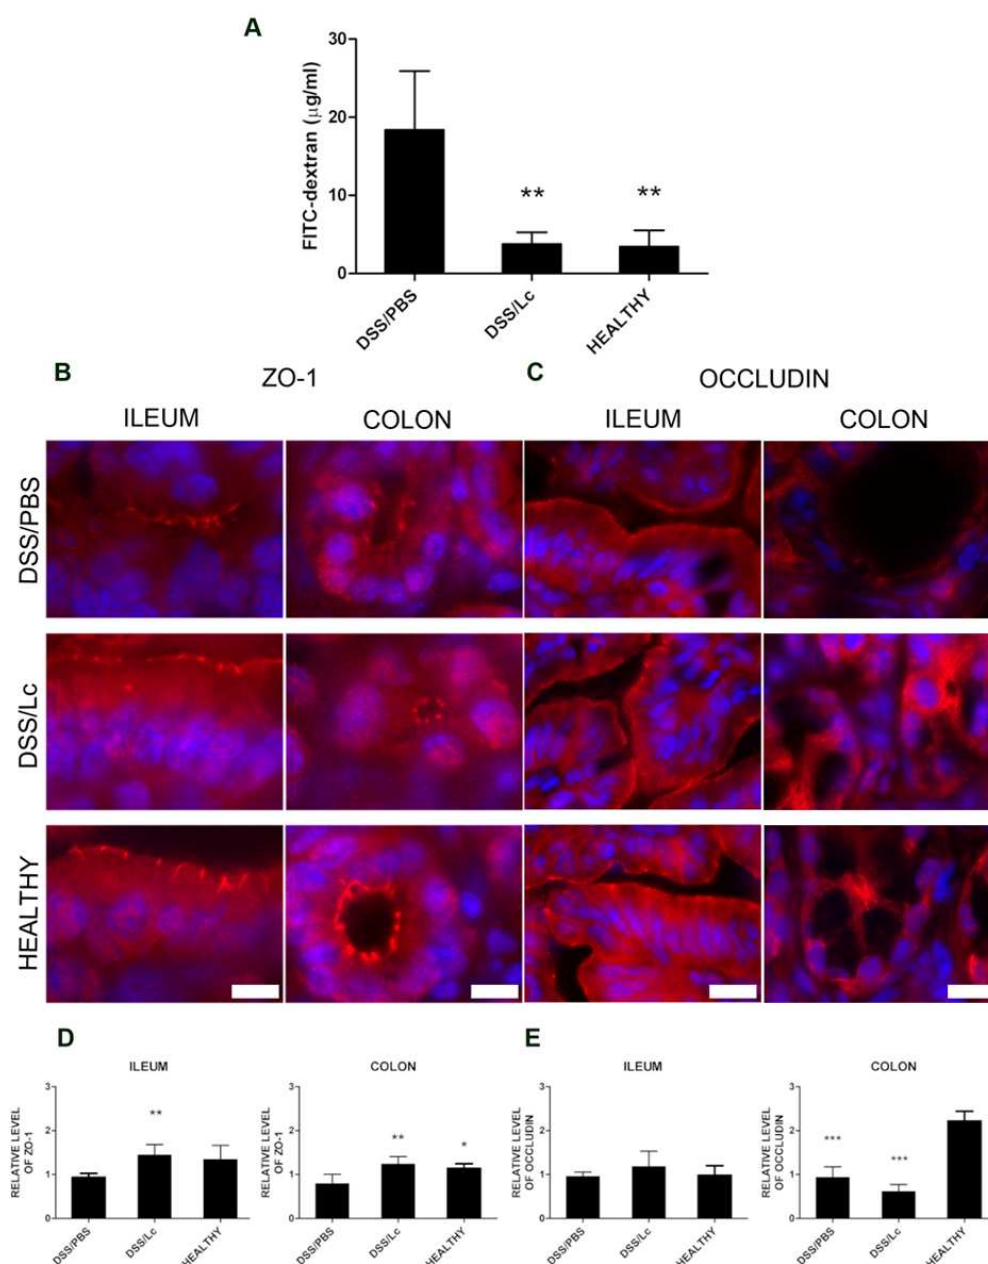 A
30
20
10
0
FITC-dextran (μg/ml)
**
**
DSS/PBS
DSS/Lc
HEALTHY
B
ZO-1
C
OCCLUDIN
ILEUM
COLON
ILEUM
COLON
DSS/PBS
DSS/Lc
HEALTHY
D
E
ILEUM
3
2
1
0
RELATIVE LEVEL
OF ZO-1
**
DSS/PBS
DSS/Lc
HEALTHY
COLON
3
2
1
0
RELATIVE LEVEL
OF ZO-1
**
*
DSS/PBS
DSS/Lc
HEALTHY
ILEUM
3
2
1
0
RELATIVE LEVEL
OF OCCLUDIN
DSS/PBS
DSS/Lc
HEALTHY
COLON
3
2
1
0
RELATIVE LEVEL
OF OCCLUDIN
***
***
DSS/PBS
DSS/Lc
HEALTHY